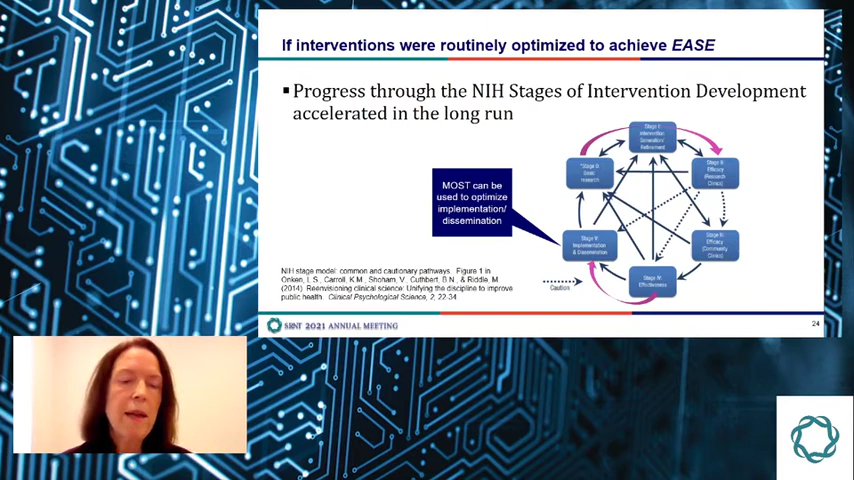 If interventions were routinely optimized to achieve EASE
▪Progress through the NIH Stages of Intervention Development
accelerated in the long run
Stage I:
Intervention
Generation/
Refinement
Stage II:
Efficacy
(Research
Clinics)
Stage III:
Efficacy
(Community
Clinics)
Stage IV:
Effectiveness
Stage V:
Implementation
& Dissemination
"Stage 0:
Basic
research
MOST can be
used to optimize
implementation/
dissemination
NIH stage model: common and cautionary pathways. Figure 1 in
Onken, L.S., Carroll, K.M., Shoham, V., Cuthbert, B.N., & Riddle, M.
(2014). Reenvisioning clinical science: Unifying the discipline to improve
public health. Clinical Psychological Science, 2, 22-34.
Caution
SRNT 2021 ANNUAL MEETING
24